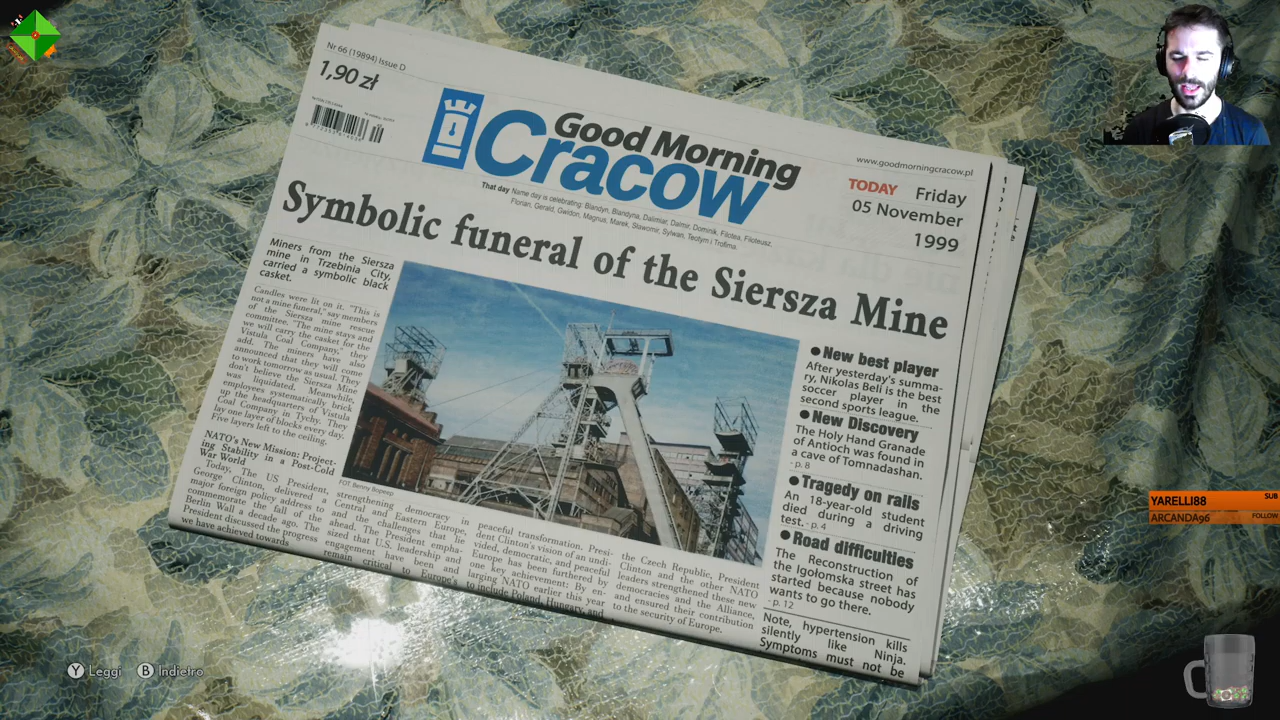 Nr 66 (19894) Issue D
1,90 zł
Good Morning
Cracow
www.goodmorningcracow.pl
TODAY Friday
05 November
1999
That day Name day is celebrating: Blandyn, Blandyna, Dalimiar, Dalmir, Dominik, Filotea, Filoteusz,
Florian, Gerald, Gwidon, Magnus, Marek, Sławomir, Sylwan, Teotym i Trofima.
Symbolic funeral of the Siersza Mine
Miners from the Siersza
mine in Trzebinia City,
carried a symbolic black
casket.
Candles were lit on it. "This is
not a mine funeral," say members
of the Siersza mine rescue
committee. "The mine stays and
we will carry the casket for the
Vistula Coal Company," they
add. The miners have also
announced that they will come
to work tomorrow as usual. They
don't believe the Siersza Mine
was liquidated. Meanwhile,
employees systematically brick
up the headquarters of Vistula
Coal Company in Tychy. They
lay one layer of blocks every day.
Five layers left to the ceiling.
NATO's New Mission: Project-
ing Stability in a Post-Cold
War World
Today, The US President,
George Clinton, delivered a
major foreign policy address to
commemorate the fall of the
Berlin Wall a decade ago. The
President discussed the progress
we have achieved towards
FOT. Benny Bopeep
strengthening democracy in
Central and Eastern Europe,
and the challenges that lie
ahead. The President empha-
sized that U.S. leadership and
engagement have been and
remain critical to Europe's
peaceful transformation. Presi-
dent Clinton's vision of an undi-
vided, democratic, and peaceful
Europe has been furthered by
one key achievement: By en-
larging NATO earlier this year
to include Poland, Hungary, and
the Czech Republic, President
Clinton and the other NATO
leaders strengthened these new
democracies and the Alliance,
and ensured their contribution
to the security of Europe.
● New best player
After yesterday's summa-
ry, Nikolas Beli is the best
soccer player in the
second sports league.
● New Discovery
The Holy Hand Granade
of Antioch was found in
a cave of Tomnadashan.
- p. 8
● Tragedy on rails
An 18-year-old student
died during a driving
test. - p. 4
● Road difficulties
The Reconstruction of
the Igołomska street has
started because nobody
wants to go there.
- p. 12
Note, hypertension kills
silently like Ninja.
Symptoms must not be
YARELLI88 SUB
ARCANDA96 FOLLOW
Y Leggi B Indietro